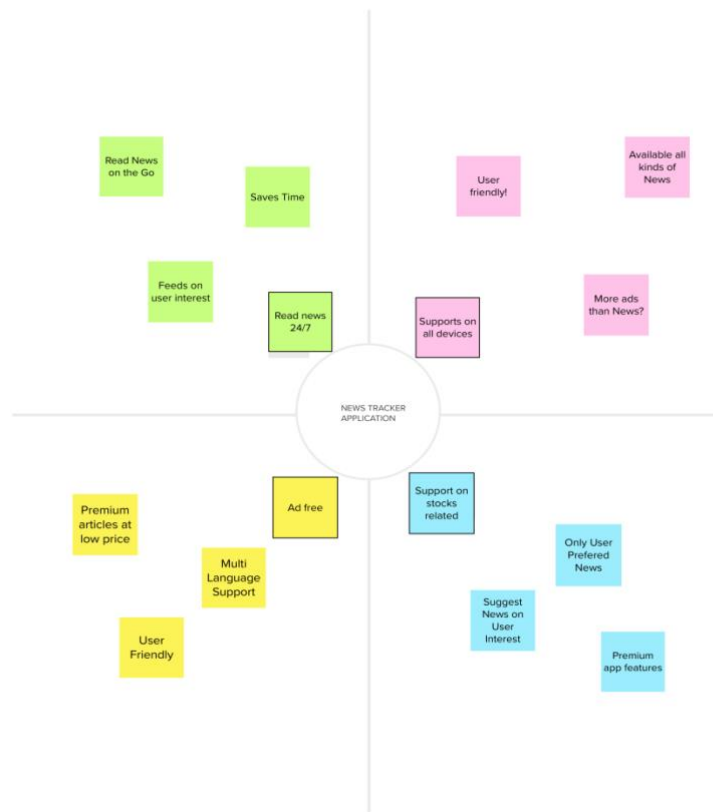 Read News
on the Go
Saves Time
Feeds on
user interest
Read news
24/7
User
friendly!
Available all
kinds of
News
More ads
than News?
Supports on
all devices
NEWS TRACKER
APPLICATION
Premium
articles at
low price
Ad free
Multi
Language
Support
User
Friendly
Support on
stocks
related
Only User
Prefered
News
Suggest
News on
User
Interest
Premium
app features